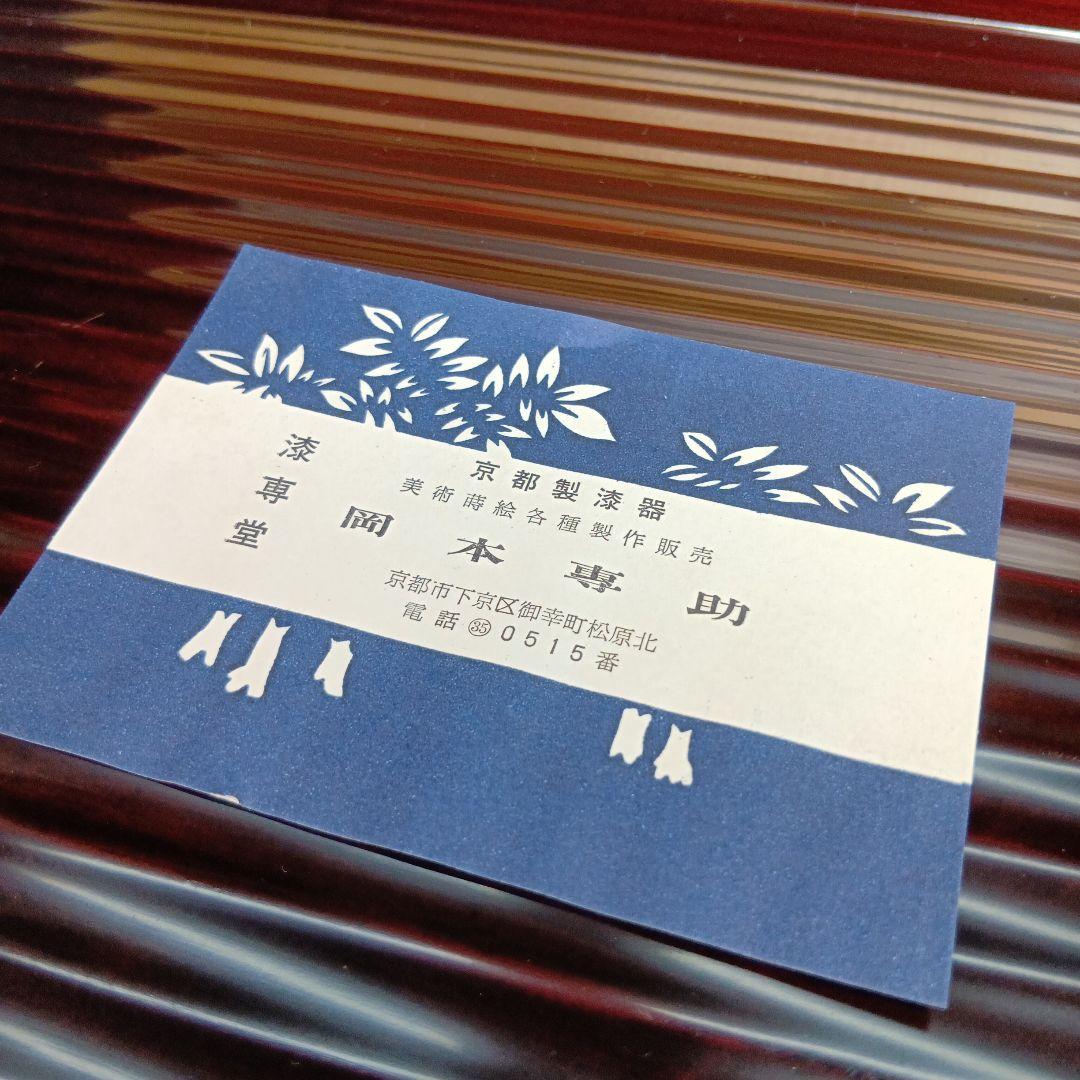 京都製漆器
美術蒔絵各種製作販売
漆専堂
岡本專助
京都市下京区御幸町松原北
電話㉟0515番